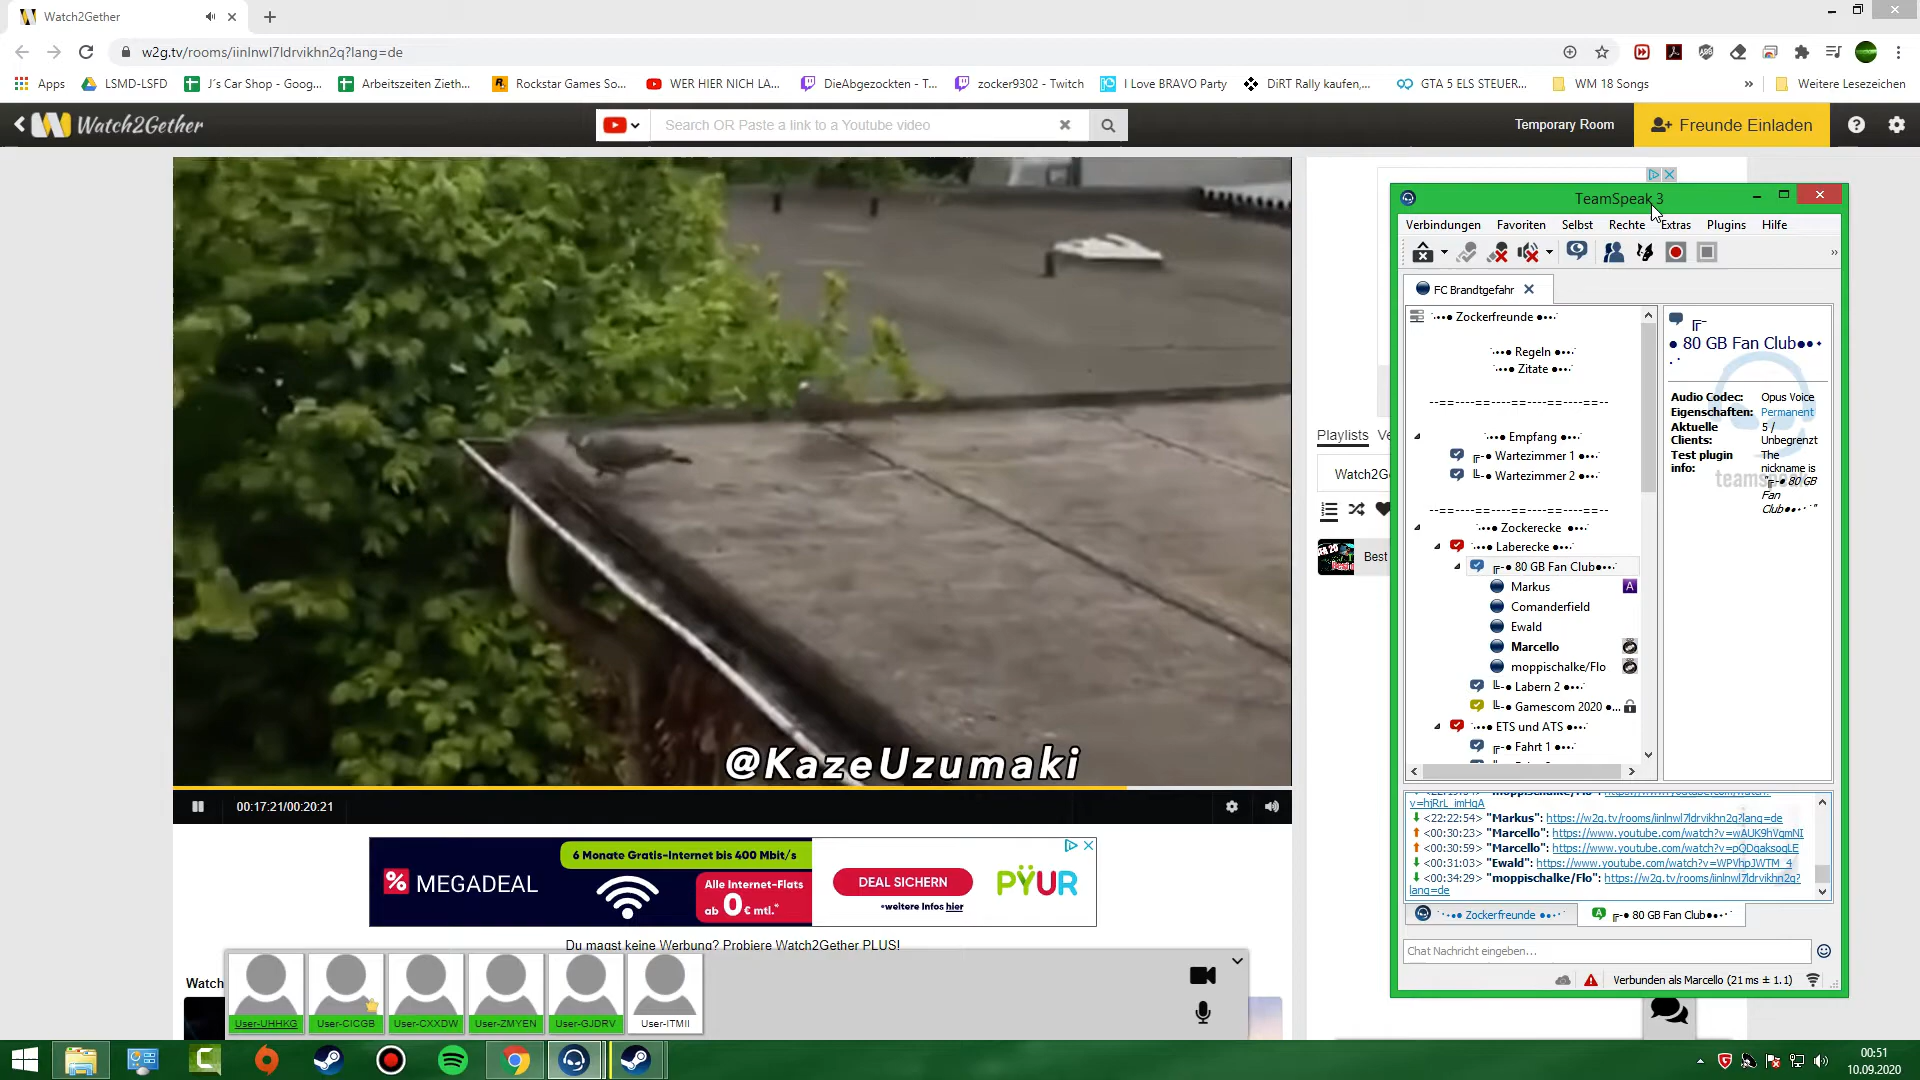 Watch2Gether
w2g.tv/rooms/iinlnwl7ldrvikhn2q?lang=de
Apps
LSMD-LSFD
J´s Car Shop - Goog...
Arbeitszeiten Zieth...
Rockstar Games So...
WER HIER NICH LA...
DieAbgezockten - T...
zocker9302 - Twitch
I Love BRAVO Party
DiRT Rally kaufen,...
GTA 5 ELS STEUER...
WM 18 Songs
»
Weitere Lesezeichen
Watch2Gether
Search OR Paste a link to a Youtube video
Temporary Room
Freunde Einladen
@KazeUzumaki
00:17:21/00:20:21
Playlists
Watch2Ge
Best
MEGADEAL
6 Monate Gratis-Internet bis 400 Mbit/s
Alle Internet-Flats
ab 0€ mtl.*
DEAL SICHERN
*weitere Infos hier
PŸUR
Du magst keine Werbung? Probiere Watch2Gether PLUS!
Watch
User-UHHKG
User-CICGB
User-CXXDW
User-ZMYEN
User-GJDRV
User-ITMII
TeamSpeak 3
Verbindungen
Favoriten
Selbst
Rechte
Extras
Plugins
Hilfe
FC Brandtgefahr
·••● Zockerfreunde ●••·
·••● Regeln ●••·
·••● Zitate ●••·
--==----==----==----==----==---
·••● Empfang ●••·
╔-● Wartezimmer 1 ●••·
╚-● Wartezimmer 2 ●••·
--==----==----==----==----==---
·••● Zockerecke ●••·
·••● Laberecke ●••·
╔-● 80 GB Fan Club●••·
Markus
Comanderfield
Ewald
Marcello
moppischalke/Flo
╚-● Labern 2 ●••·
╚-● Gamescom 2020 ●...
·••● ETS und ATS ●••·
╔-● Fahrt 1 ●••·
╔-
● 80 GB Fan Club●••
Audio Codec: Opus Voice
Eigenschaften: Permanent
Aktuelle Clients: 5 / Unbegrenzt
Test plugin info: The nickname is "╔-● 80 GB Fan Club●••·"
teamspeak
v=hjRrL_imHqA
<22:22:54> "Markus": https://w2g.tv/rooms/iinlnwl7ldrvikhn2q?lang=de
<00:30:23> "Marcello": https://www.youtube.com/watch?v=wAUK9hVqmNI
<00:30:59> "Marcello": https://www.youtube.com/watch?v=pQDqaksoqLE
<00:31:03> "Ewald": https://www.youtube.com/watch?v=WPVhpJWTM_4
<00:34:29> "moppischalke/Flo": https://w2g.tv/rooms/iinlnwl7ldrvikhn2q?
lang=de
·••● Zockerfreunde ●••·
╔-● 80 GB Fan Club●••·
Chat Nachricht eingeben...
Verbunden als Marcello (21 ms ± 1.1)
00:51
10.09.2020